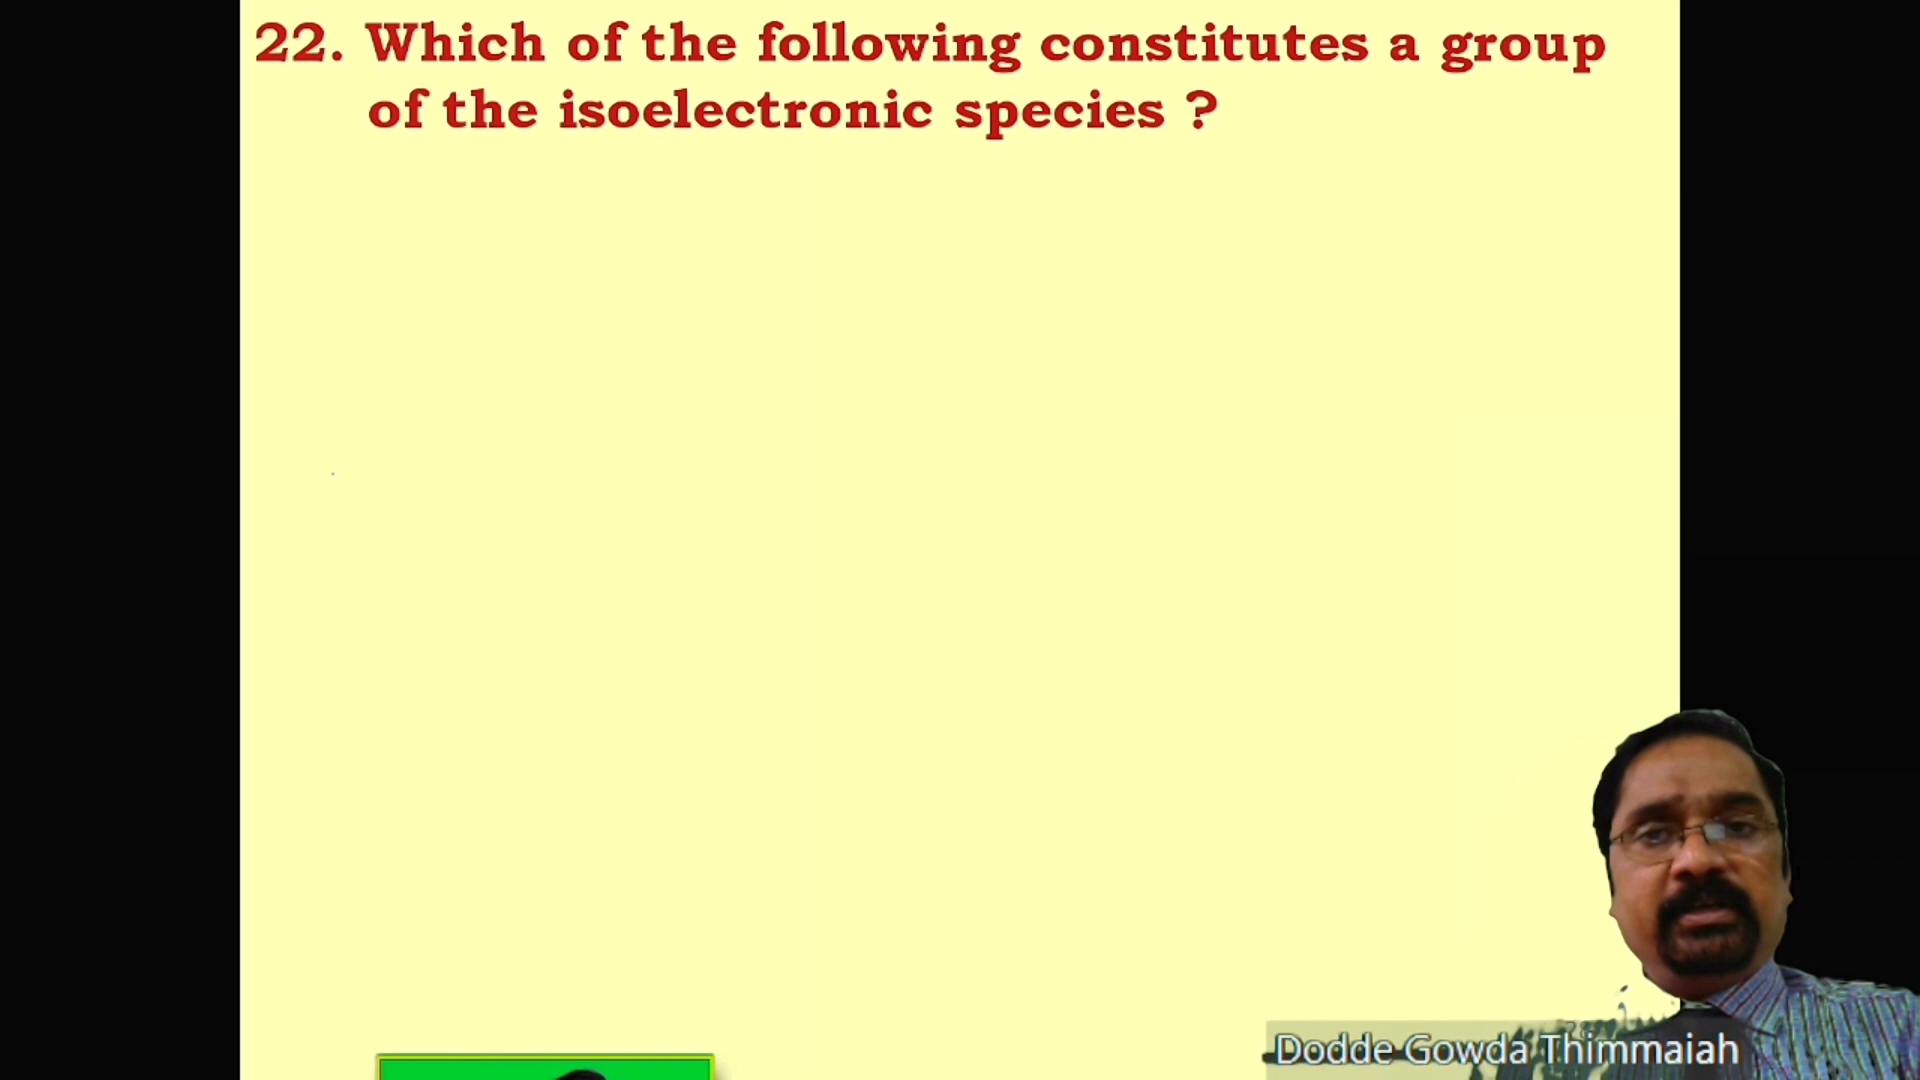 22. Which of the following constitutes a group
of the isoelectronic species ?
Dodde Gowda Thimmaiah